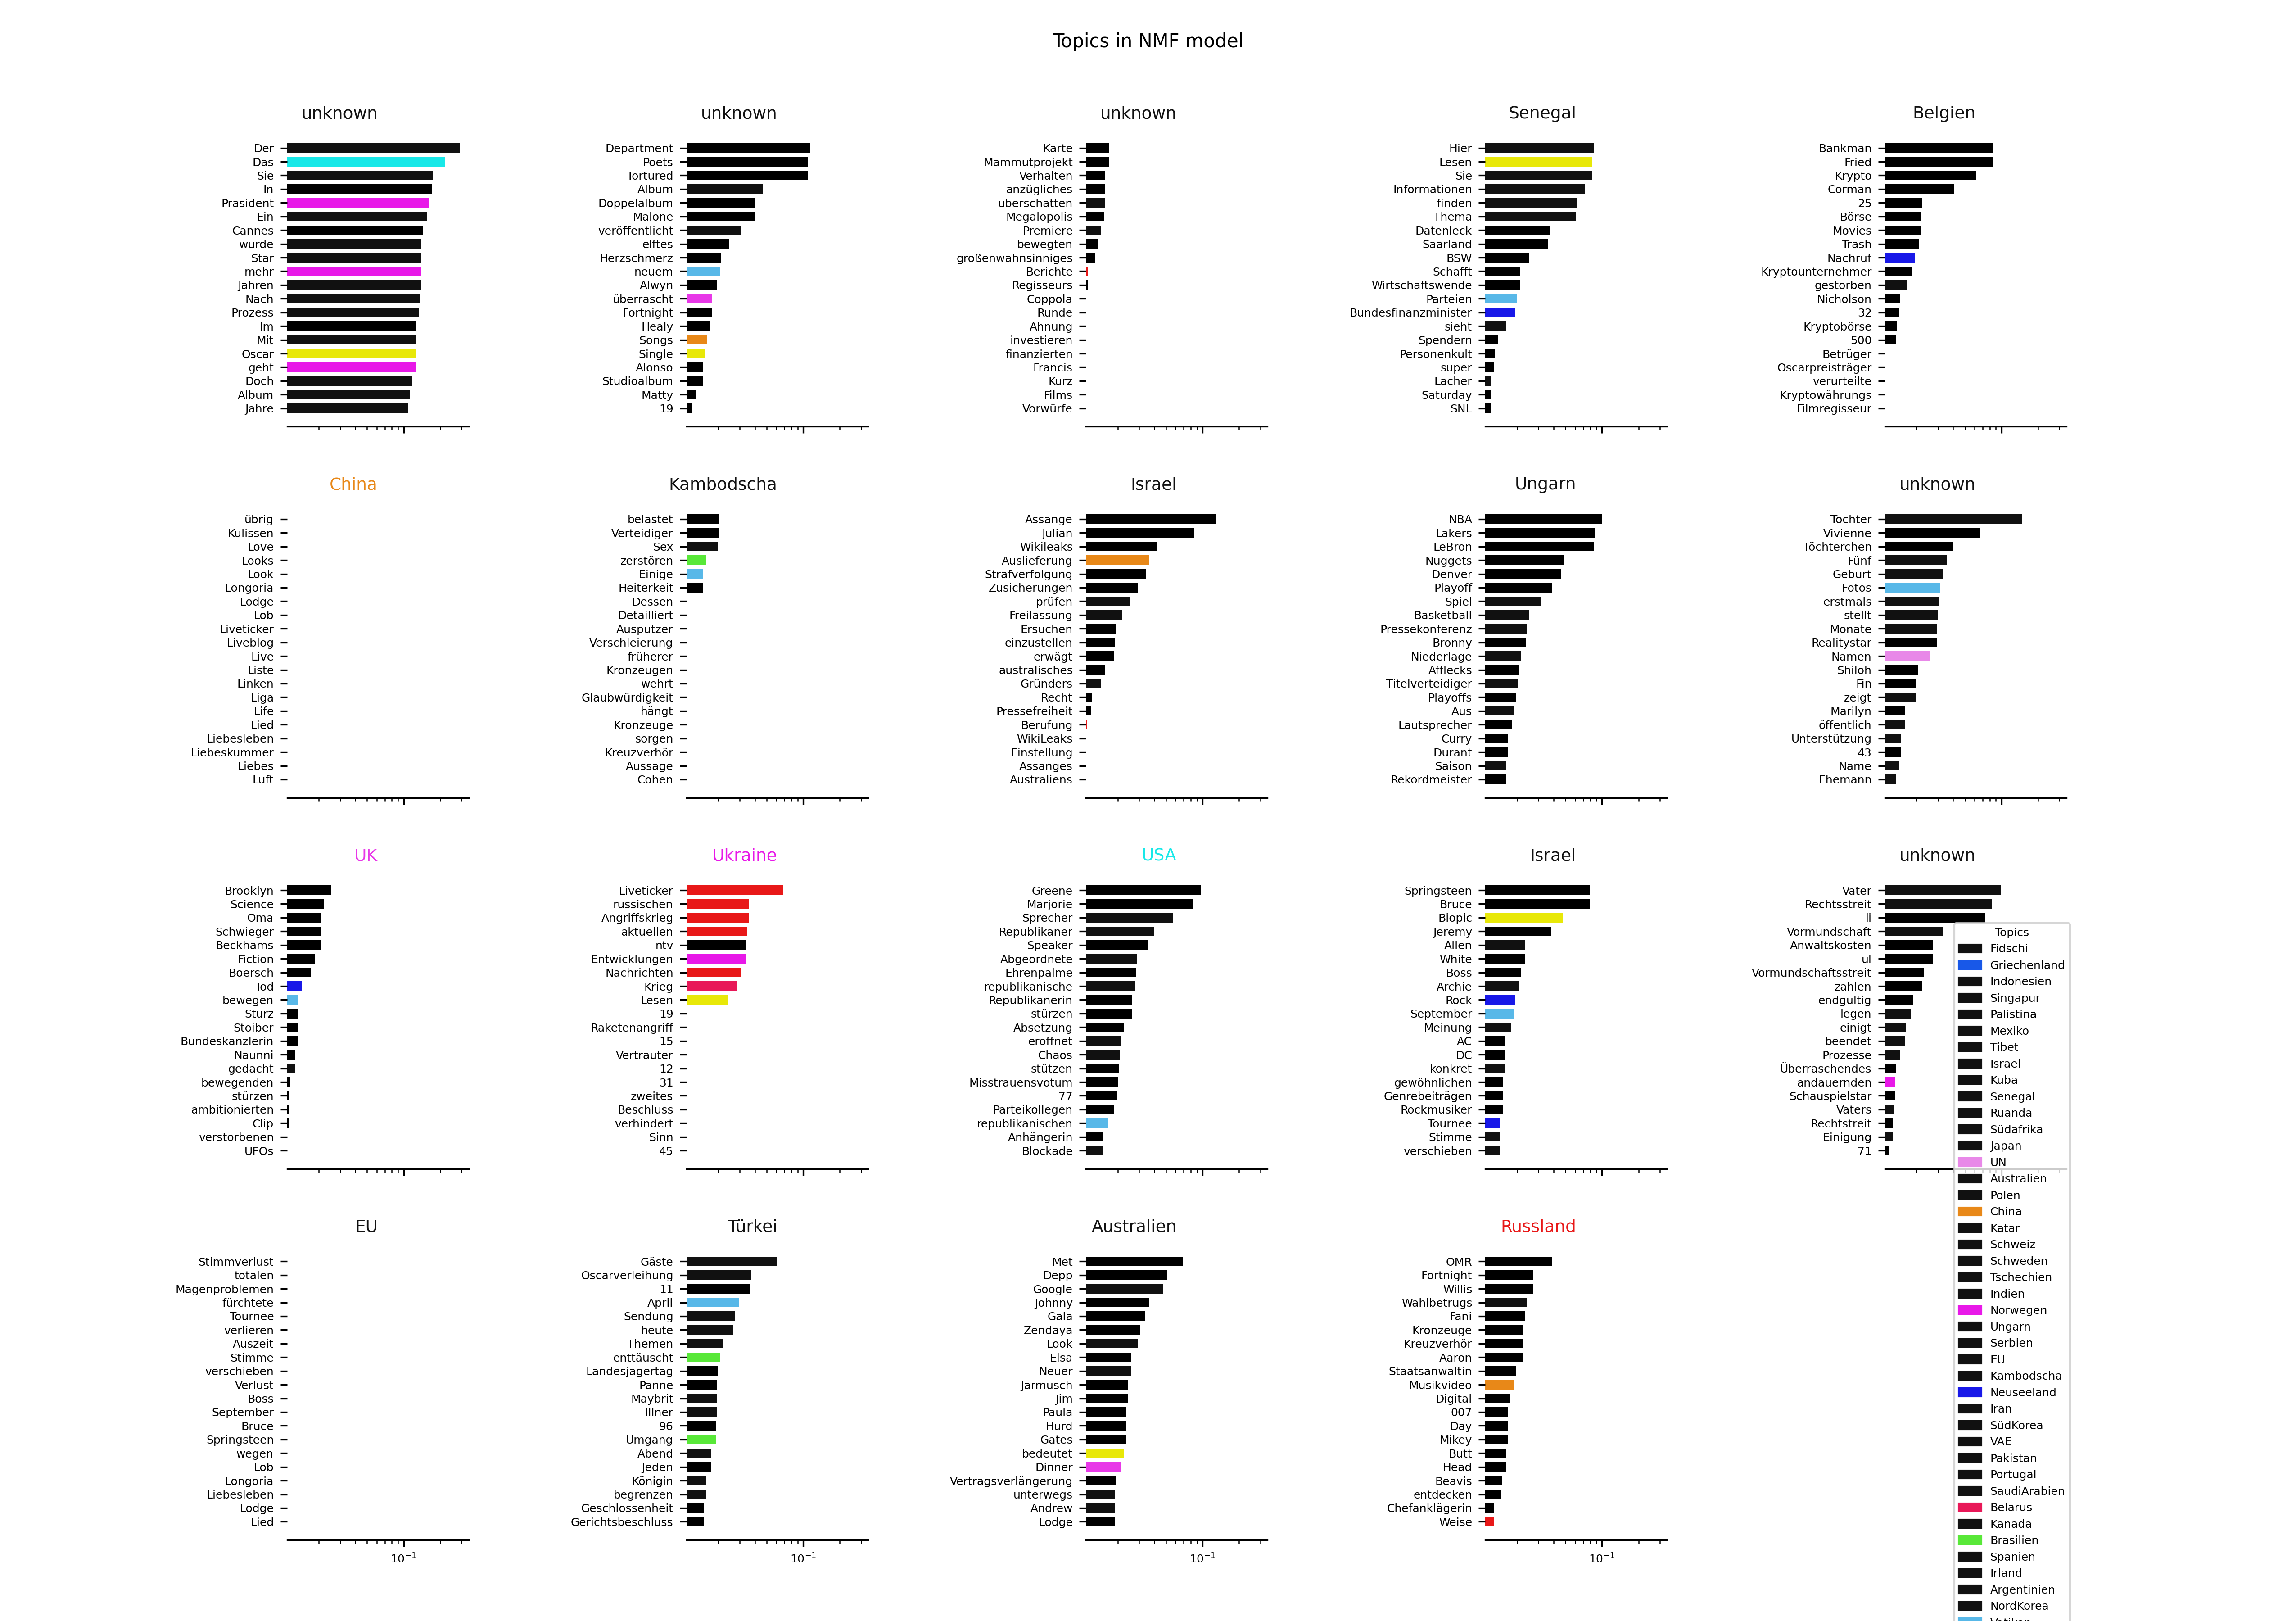 Topics in NMF model
unknown
Der
Das
Sie
In
Präsident
Ein
Cannes
wurde
Star
mehr
Jahren
Nach
Prozess
Im
Mit
Oscar
geht
Doch
Album
Jahre
unknown
Department
Poets
Tortured
Album
Doppelalbum
Malone
veröffentlicht
elftes
Herzschmerz
neuem
Alwyn
überrascht
Fortnight
Healy
Songs
Single
Alonso
Studioalbum
Matty
19
unknown
Karte
Mammutprojekt
Verhalten
anzügliches
überschatten
Megalopolis
Premiere
bewegten
größenwahnsinniges
Berichte
Regisseurs
Coppola
Runde
Ahnung
investieren
finanzierten
Francis
Kurz
Films
Vorwürfe
Senegal
Hier
Lesen
Sie
Informationen
finden
Thema
Datenleck
Saarland
BSW
Schafft
Wirtschaftswende
Parteien
Bundesfinanzminister
sieht
Spendern
Personenkult
super
Lacher
Saturday
SNL
Belgien
Bankman
Fried
Krypto
Corman
25
Börse
Movies
Trash
Nachruf
Kryptounternehmer
gestorben
Nicholson
32
Kryptobörse
500
Betrüger
Oscarpreisträger
verurteilte
Kryptowährungs
Filmregisseur
China
übrig
Kulissen
Love
Looks
Look
Longoria
Lodge
Lob
Liveticker
Liveblog
Live
Liste
Linken
Liga
Life
Lied
Liebesleben
Liebeskummer
Liebes
Luft
Kambodscha
belastet
Verteidiger
Sex
zerstören
Einige
Heiterkeit
Dessen
Detailliert
Ausputzer
Verschleierung
früherer
Kronzeugen
wehrt
Glaubwürdigkeit
hängt
Kronzeuge
sorgen
Kreuzverhör
Aussage
Cohen
Israel
Assange
Julian
Wikileaks
Auslieferung
Strafverfolgung
Zusicherungen
prüfen
Freilassung
Ersuchen
einzustellen
erwägt
australisches
Gründers
Recht
Pressefreiheit
Berufung
WikiLeaks
Einstellung
Assanges
Australiens
Ungarn
NBA
Lakers
LeBron
Nuggets
Denver
Playoff
Spiel
Basketball
Pressekonferenz
Bronny
Niederlage
Afflecks
Titelverteidiger
Playoffs
Aus
Lautsprecher
Curry
Durant
Saison
Rekordmeister
unknown
Tochter
Vivienne
Töchterchen
Fünf
Geburt
Fotos
erstmals
stellt
Monate
Realitystar
Namen
Shiloh
Fin
zeigt
Marilyn
öffentlich
Unterstützung
43
Name
Ehemann
UK
Brooklyn
Science
Oma
Schwieger
Beckhams
Fiction
Boersch
Tod
bewegen
Sturz
Stoiber
Bundeskanzlerin
Naunni
gedacht
bewegenden
stürzen
ambitionierten
Clip
verstorbenen
UFOs
Ukraine
Liveticker
russischen
Angriffskrieg
aktuellen
ntv
Entwicklungen
Nachrichten
Krieg
Lesen
19
Raketenangriff
15
Vertrauter
12
31
zweites
Beschluss
verhindert
Sinn
45
USA
Greene
Marjorie
Sprecher
Republikaner
Speaker
Abgeordnete
Ehrenpalme
republikanische
Republikanerin
stürzen
Absetzung
eröffnet
Chaos
stützen
Misstrauensvotum
77
Parteikollegen
republikanischen
Anhängerin
Blockade
Israel
Springsteen
Bruce
Biopic
Jeremy
Allen
White
Boss
Archie
Rock
September
Meinung
AC
DC
konkret
gewöhnlichen
Genrebeiträgen
Rockmusiker
Tournee
Stimme
verschieben
unknown
Vater
Rechtsstreit
li
Vormundschaft
Anwaltskosten
ul
Vormundschaftsstreit
zahlen
endgültig
legen
einigt
beendet
Prozesse
Überraschendes
andauernden
Schauspielstar
Vaters
Rechtstreit
Einigung
71
EU
Stimmverlust
totalen
Magenproblemen
fürchtete
Tournee
verlieren
Auszeit
Stimme
verschieben
Verlust
Boss
September
Bruce
Springsteen
wegen
Lob
Longoria
Liebesleben
Lodge
Lied
10⁻¹
Türkei
Gäste
Oscarverleihung
11
April
Sendung
heute
Themen
enttäuscht
Landesjägertag
Panne
Maybrit
Illner
96
Umgang
Abend
Jeden
Königin
begrenzen
Geschlossenheit
Gerichtsbeschluss
10⁻¹
Australien
Met
Depp
Google
Johnny
Gala
Zendaya
Look
Elsa
Neuer
Jarmusch
Jim
Paula
Hurd
Gates
bedeutet
Dinner
Vertragsverlängerung
unterwegs
Andrew
Lodge
10⁻¹
Russland
OMR
Fortnight
Willis
Wahlbetrugs
Fani
Kronzeuge
Kreuzverhör
Aaron
Staatsanwältin
Musikvideo
Digital
007
Day
Mikey
Butt
Head
Beavis
entdecken
Chefanklägerin
Weise
10⁻¹
Topics
Fidschi
Griechenland
Indonesien
Singapur
Palistina
Mexiko
Tibet
Israel
Kuba
Senegal
Ruanda
Südafrika
Japan
UN
Australien
Polen
China
Katar
Schweiz
Schweden
Tschechien
Indien
Norwegen
Ungarn
Serbien
EU
Kambodscha
Neuseeland
Iran
SüdKorea
VAE
Pakistan
Portugal
SaudiArabien
Belarus
Kanada
Brasilien
Spanien
Irland
Argentinien
NordKorea